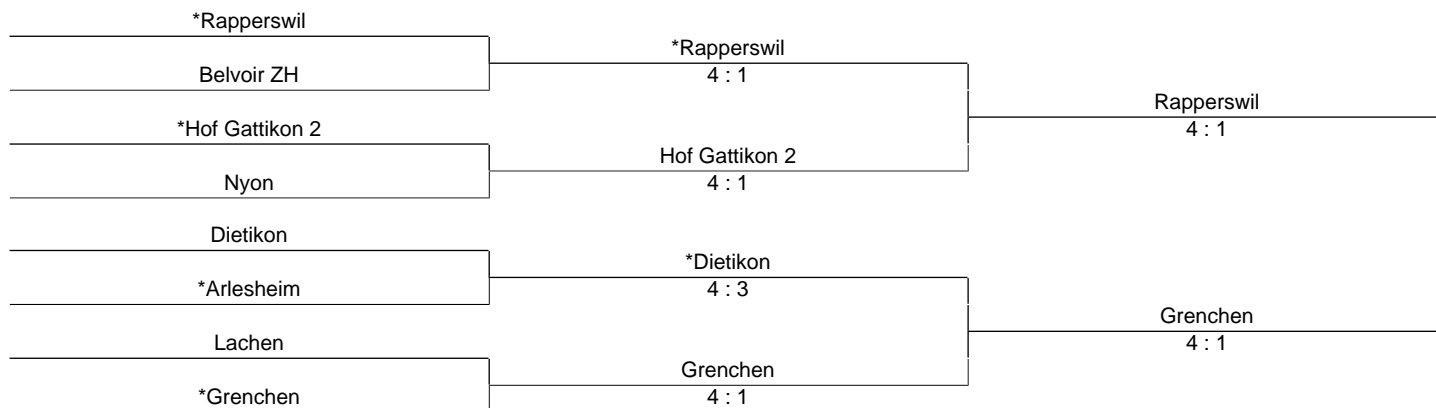 *Rapperswil
Belvoir ZH
*Hof Gattikon 2
Nyon
Dietikon
*Arlesheim
Lachen
*Grenchen
*Rapperswil
4 : 1
Hof Gattikon 2
4 : 1
*Dietikon
4 : 3
Grenchen
4 : 1
Rapperswil
4 : 1
Grenchen
4 : 1